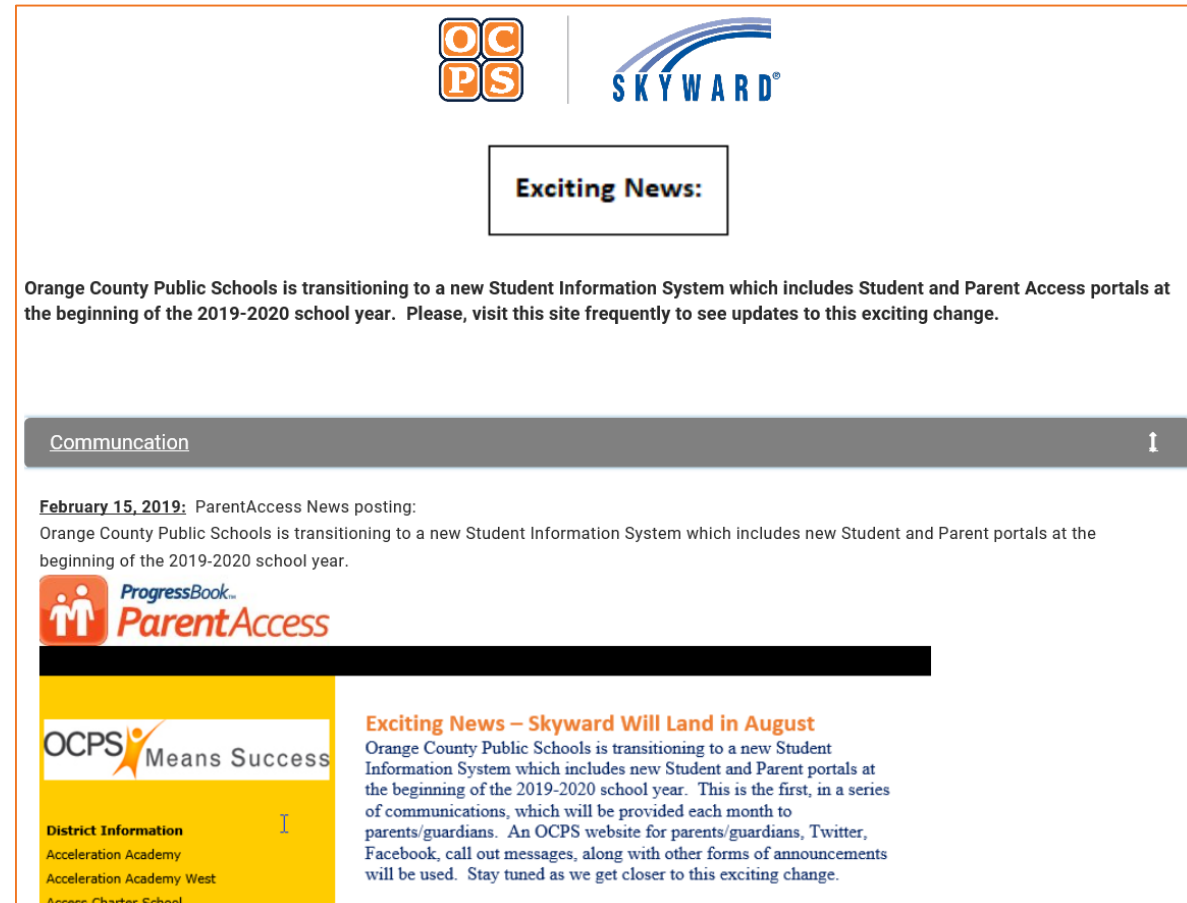 OC
PS
SKYWARD®
Exciting News:
Orange County Public Schools is transitioning to a new Student Information System which includes Student and Parent Access portals at
the beginning of the 2019-2020 school year.  Please, visit this site frequently to see updates to this exciting change.
Communcation
February 15, 2019:  ParentAccess News posting:
Orange County Public Schools is transitioning to a new Student Information System which includes new Student and Parent portals at the
beginning of the 2019-2020 school year.
ProgressBook™
ParentAccess
OCPS Means Success
District Information
Acceleration Academy
Acceleration Academy West
Access Charter School
Exciting News – Skyward Will Land in August
Orange County Public Schools is transitioning to a new Student
Information System which includes new Student and Parent portals at
the beginning of the 2019-2020 school year.  This is the first, in a series
of communications, which will be provided each month to
parents/guardians.  An OCPS website for parents/guardians, Twitter,
Facebook, call out messages, along with other forms of announcements
will be used.  Stay tuned as we get closer to this exciting change.